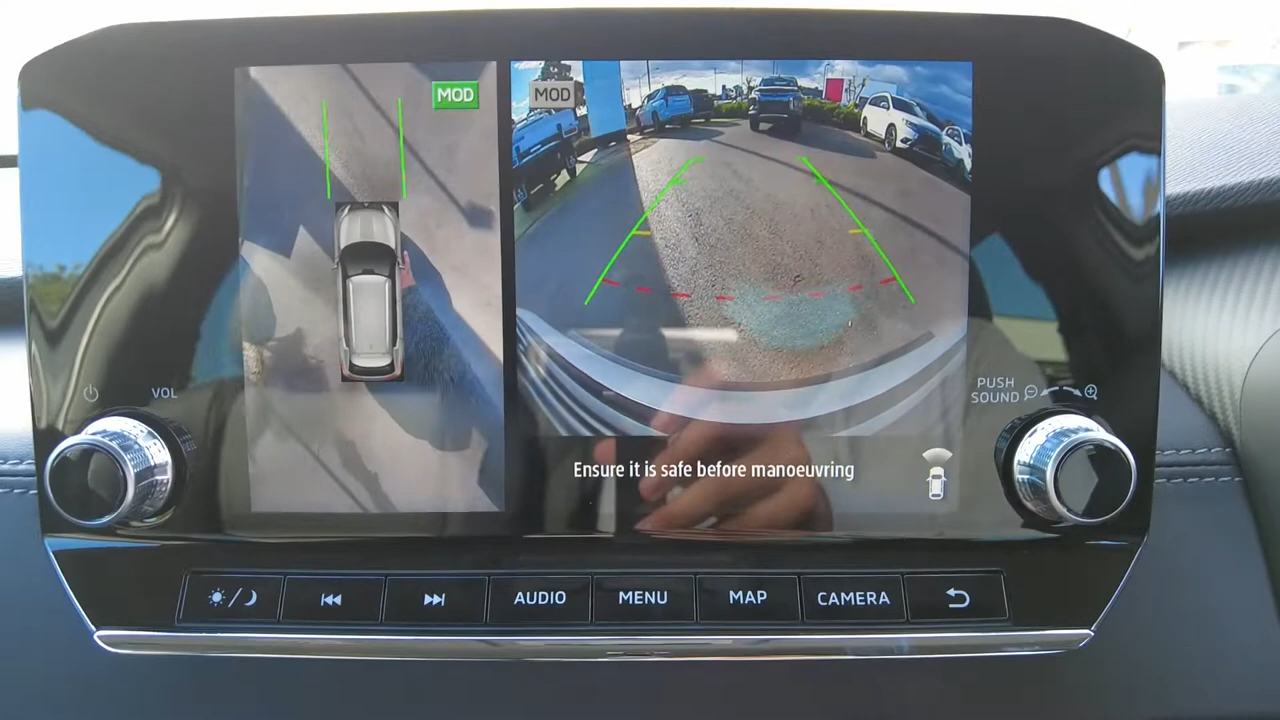 MOD
MOD
Ensure it is safe before manoeuvring
VOL
PUSH
SOUND
AUDIO
MENU
MAP
CAMERA